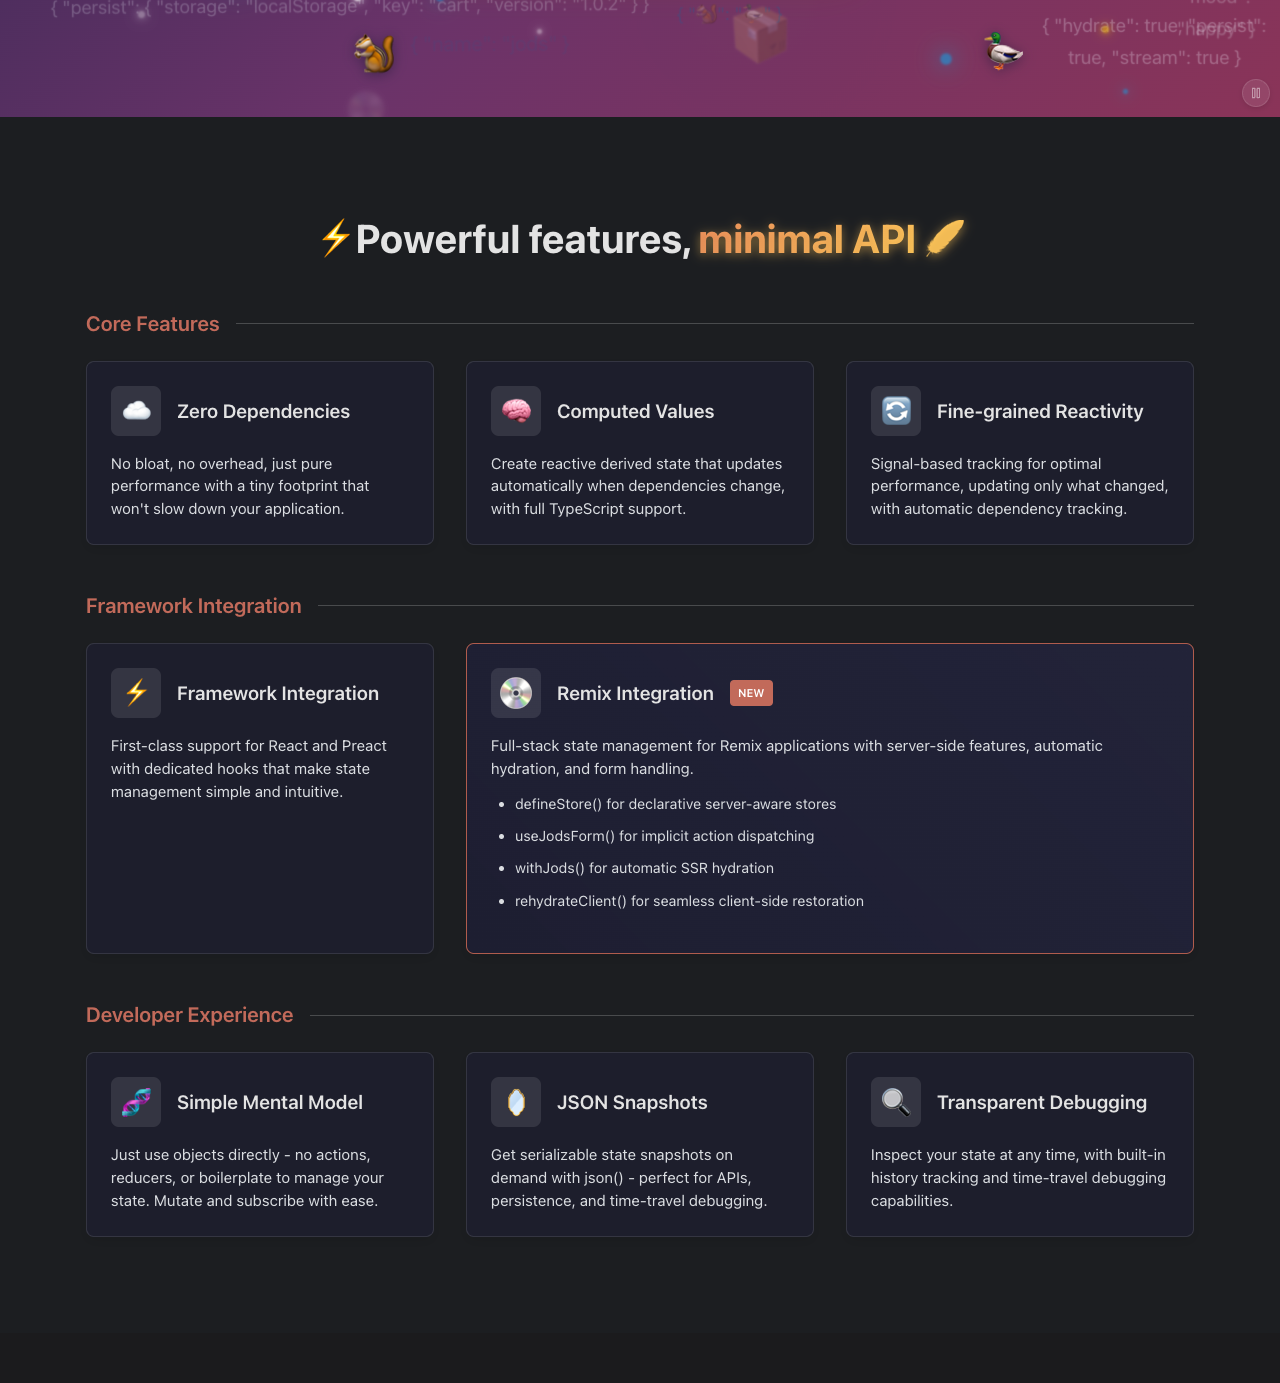 { "persist": { "storage": "localStorage", "key": "cart", "version": "1.0.2" } }
{ "hydrate": true, "persist":
true, "stream": true }
Powerful features, minimal API
Core Features
Zero Dependencies
No bloat, no overhead, just pure
performance with a tiny footprint that
won't slow down your application.
Computed Values
Create reactive derived state that updates
automatically when dependencies change,
with full TypeScript support.
Fine-grained Reactivity
Signal-based tracking for optimal
performance, updating only what changed,
with automatic dependency tracking.
Framework Integration
Framework Integration
First-class support for React and Preact
with dedicated hooks that make state
management simple and intuitive.
Remix Integration NEW
Full-stack state management for Remix applications with server-side features, automatic
hydration, and form handling.
• defineStore() for declarative server-aware stores
• useJodsForm() for implicit action dispatching
• withJods() for automatic SSR hydration
• rehydrateClient() for seamless client-side restoration
Developer Experience
Simple Mental Model
Just use objects directly - no actions,
reducers, or boilerplate to manage your
state. Mutate and subscribe with ease.
JSON Snapshots
Get serializable state snapshots on
demand with json() - perfect for APIs,
persistence, and time-travel debugging.
Transparent Debugging
Inspect your state at any time, with built-in
history tracking and time-travel debugging
capabilities.